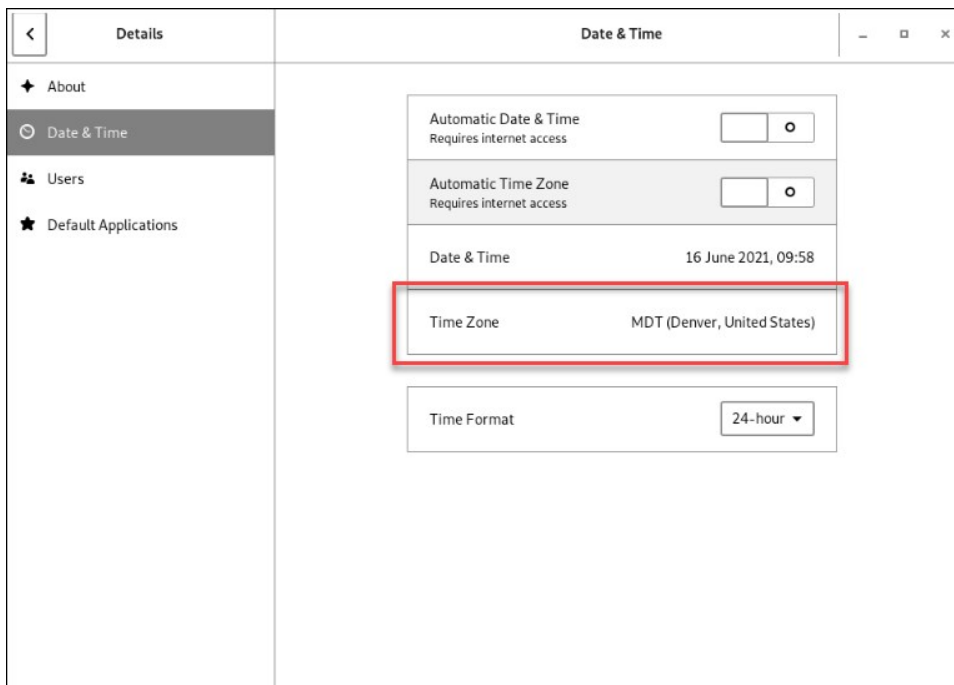 Details
Date & Time
About
Date & Time
Users
Default Applications
Automatic Date & Time
Requires internet access
Automatic Time Zone
Requires internet access
Date & Time 16 June 2021, 09:58
Time Zone MDT (Denver, United States)
Time Format 24-hour